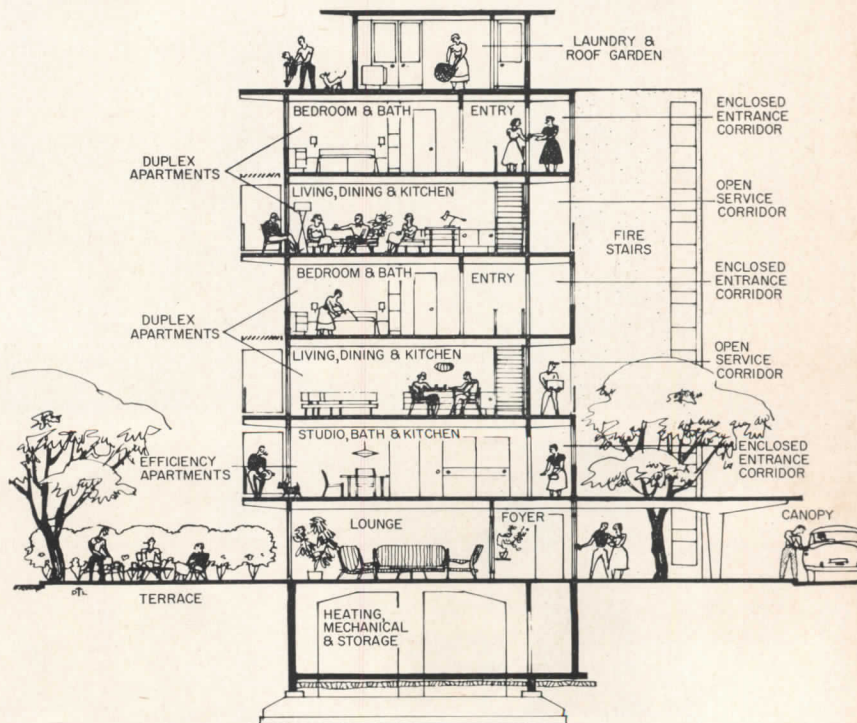 LAUNDRY &
ROOF GARDEN
BEDROOM & BATH
ENTRY
ENCLOSED
ENTRANCE
CORRIDOR
DUPLEX
APARTMENTS
LIVING, DINING & KITCHEN
OPEN
SERVICE
CORRIDOR
FIRE
STAIRS
BEDROOM & BATH
ENTRY
ENCLOSED
ENTRANCE
CORRIDOR
DUPLEX
APARTMENTS
LIVING, DINING & KITCHEN
OPEN
SERVICE
CORRIDOR
STUDIO, BATH & KITCHEN
EFFICIENCY
APARTMENTS
ENCLOSED
ENTRANCE
CORRIDOR
LOUNGE
FOYER
CANOPY
TERRACE
HEATING,
MECHANICAL
& STORAGE